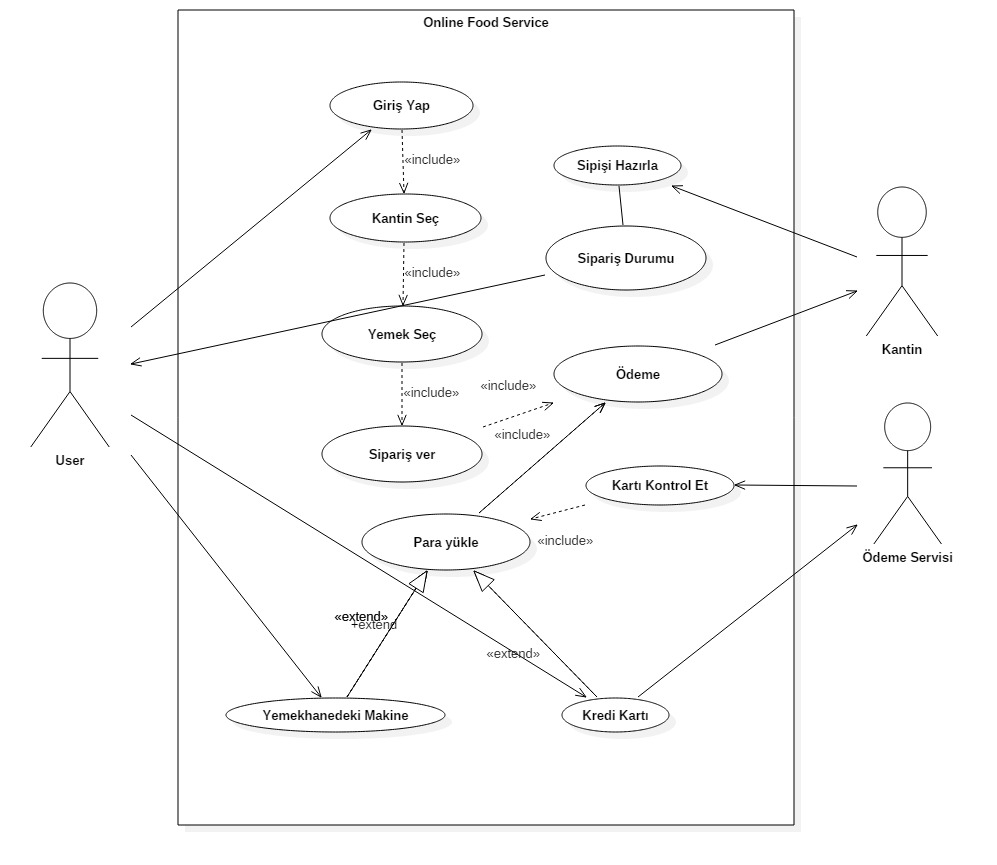 Online Food Service
Giriş Yap
«include»
Sipişi Hazırla
Kantin Seç
Sipariş Durumu
«include»
Yemek Seç
Kantin
Ödeme
«include»
«include»
«include»
Sipariş ver
User
Kartı Kontrol Et
Para yükle
«include»
Ödeme Servisi
«extend»
+extend
«extend»
Yemekhanedeki Makine
Kredi Kartı